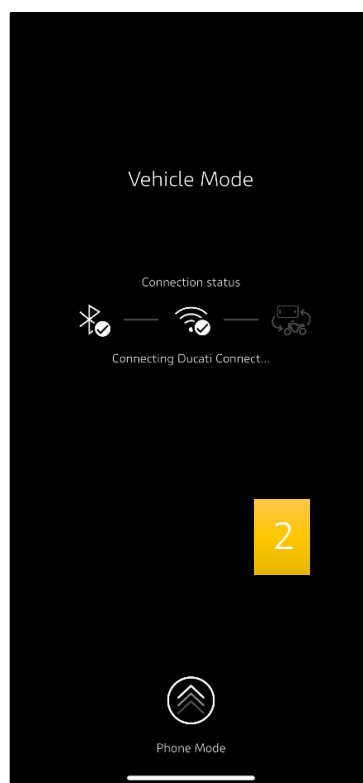 Vehicle Mode
Connection status
Connecting Ducati Connect...
2
Phone Mode